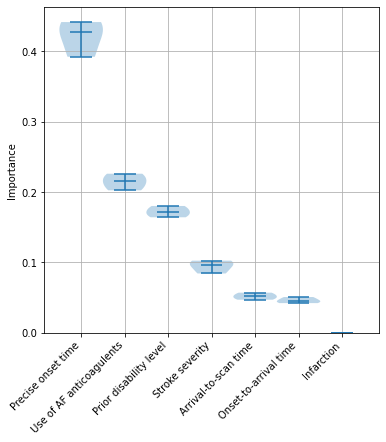 0.4
0.3
0.2
0.1
0.0
Importance
Precise onset time
Use of AF anticoagulents
Prior disability level
Stroke severity
Arrival-to-scan time
Onset-to-arrival time
Infarction